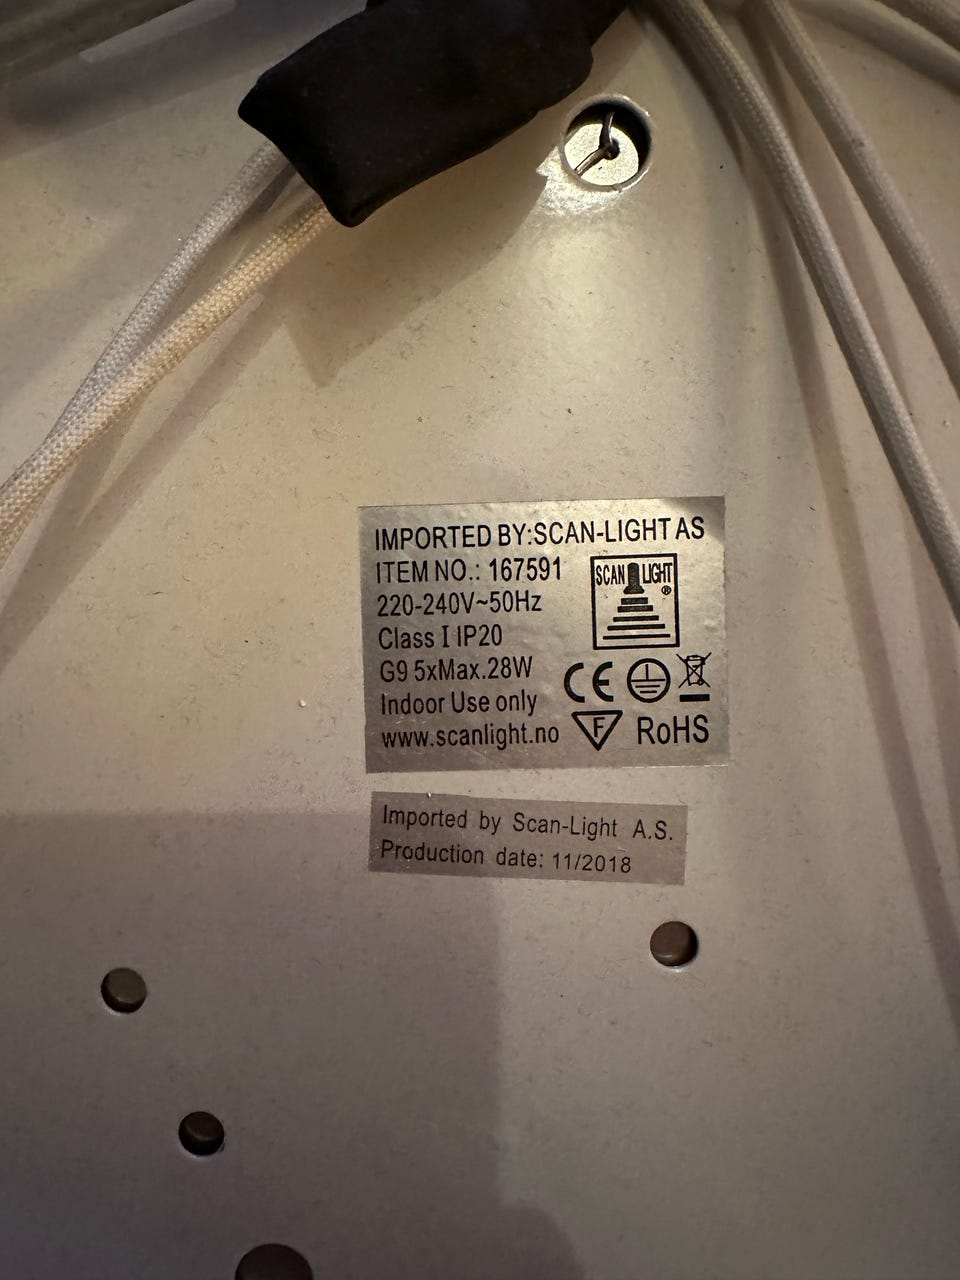 IMPORTED BY:SCAN-LIGHT AS
ITEM NO.: 167591
SCAN LIGHT ®
220-240V~50Hz
Class I IP20
G9 5xMax.28W
CE
Indoor Use only
www.scanlight.no
F RoHS
Imported by Scan-Light A.S.
Production date: 11/2018